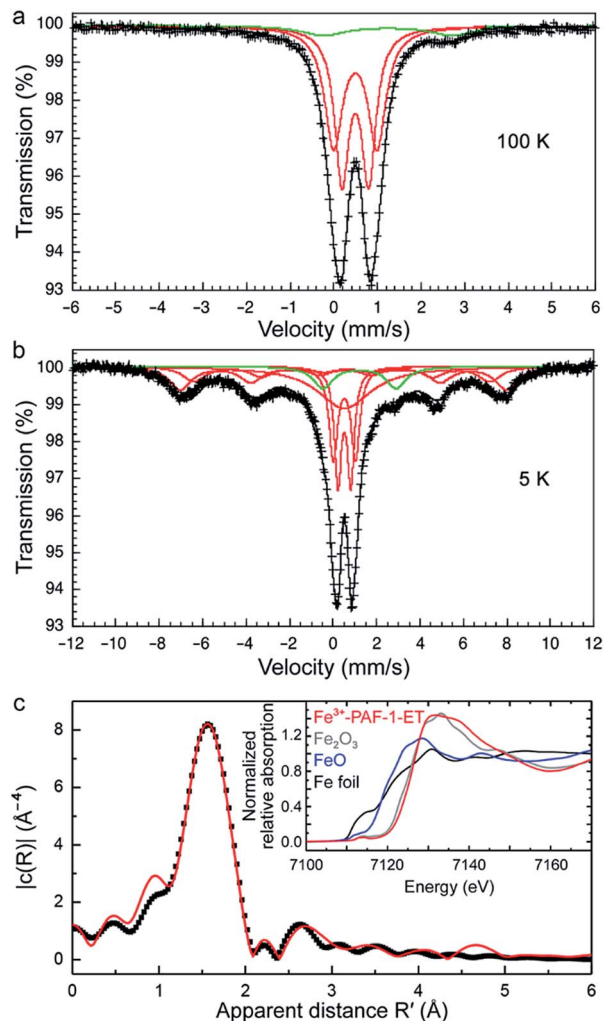 a
100
99
98
97
96
95
94
93
Transmission (%)
100 K
−6 −5 −4 −3 −2 −1 0 1 2 3 4 5 6
Velocity (mm/s)
b
100
99
98
97
96
95
94
93
Transmission (%)
5 K
−12 −10 −8 −6 −4 −2 0 2 4 6 8 10 12
Velocity (mm/s)
c
8
6
4
2
0
|c(R)| (Å⁻⁴)
Fe³⁺-PAF-1-ET
Fe₂O₃
FeO
Fe foil
1.2
0.8
0.4
0.0
Normalized
relative absorption
7100 7120 7140 7160
Energy (eV)
0 1 2 3 4 5 6
Apparent distance R′ (Å)